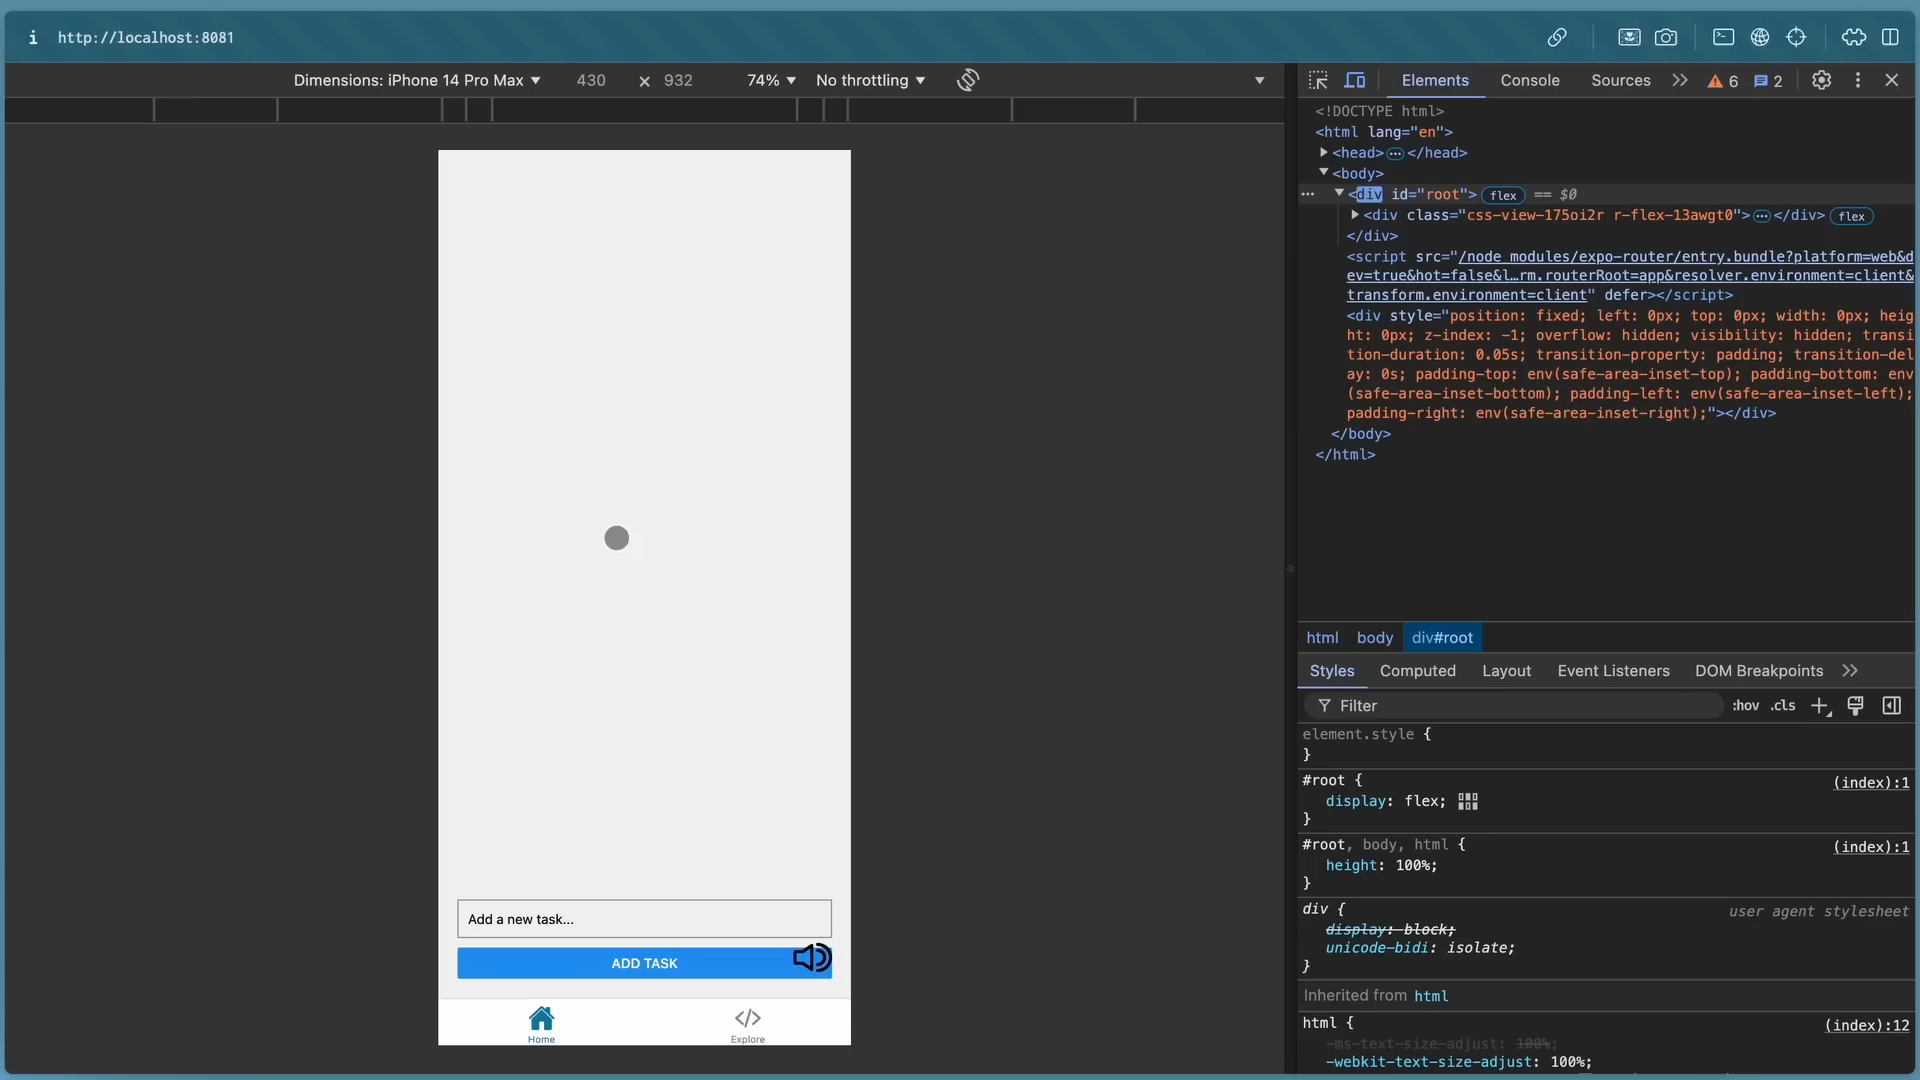 i http://localhost:8081
Dimensions: iPhone 14 Pro Max 430 x 932 74% No throttling
Elements Console Sources 6 2
<!DOCTYPE html>
<html lang="en">
<head>…</head>
<body>
<div id="root"> flex == $0
<div class="css-view-175oi2r r-flex-13awgt0">…</div> flex
</div>
<script src="/node_modules/expo-router/entry.bundle?platform=web&d
ev=true&hot=false&l…rm.routerRoot=app&resolver.environment=client&
transform.environment=client" defer></script>
<div style="position: fixed; left: 0px; top: 0px; width: 0px; heig
ht: 0px; z-index: -1; overflow: hidden; visibility: hidden; transi
tion-duration: 0.05s; transition-property: padding; transition-del
ay: 0s; padding-top: env(safe-area-inset-top); padding-bottom: env
(safe-area-inset-bottom); padding-left: env(safe-area-inset-left);
padding-right: env(safe-area-inset-right);"></div>
</body>
</html>
html body div#root
Styles Computed Layout Event Listeners DOM Breakpoints
Filter :hov .cls
element.style {
}
#root { (index):1
display: flex;
}
#root, body, html { (index):1
height: 100%;
}
div { user agent stylesheet
display: block;
unicode-bidi: isolate;
}
Inherited from html
html { (index):12
-ms-text-size-adjust: 100%;
-webkit-text-size-adjust: 100%;
Add a new task...
ADD TASK
Home
Explore